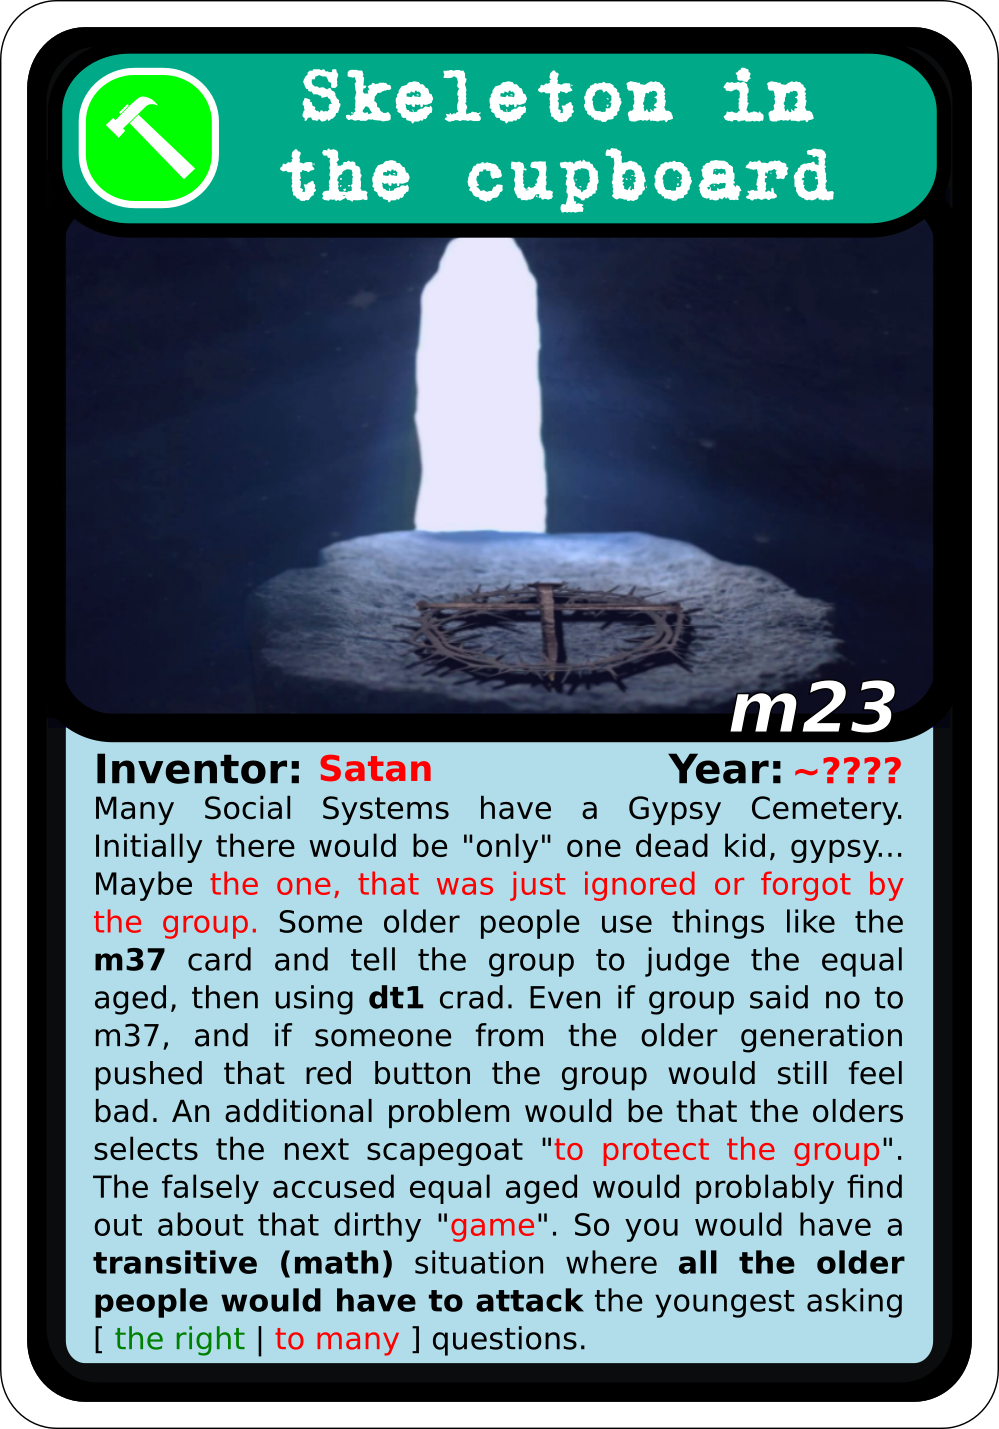 Skeleton in
the cupboard
m23
Inventor: Satan Year: ~????
Many Social Systems have a Gypsy Cemetery.
Initially there would be "only" one dead kid, gypsy...
Maybe the one, that was just ignored or forgot by
the group. Some older people use things like the
m37 card and tell the group to judge the equal
aged, then using dt1 crad. Even if group said no to
m37, and if someone from the older generation
pushed that red button the group would still feel
bad. An additional problem would be that the olders
selects the next scapegoat "to protect the group".
The falsely accused equal aged would problably find
out about that dirthy "game". So you would have a
transitive (math) situation where all the older
people would have to attack the youngest asking
[ the right | to many ] questions.